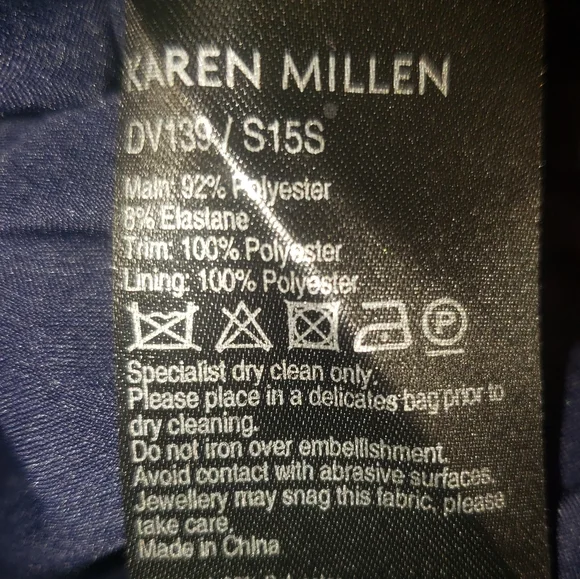 KAREN MILLEN
DV139 / S15S
Main: 92% Polyester
8% Elastane
Trim: 100% Polyester
Lining: 100% Polyester
P
Specialist dry clean only.
Please place in a delicates bag prior to
dry cleaning.
Do not iron over embellishment.
Avoid contact with abrasive surfaces.
Jewellery may snag this fabric, please
take care.
Made in China